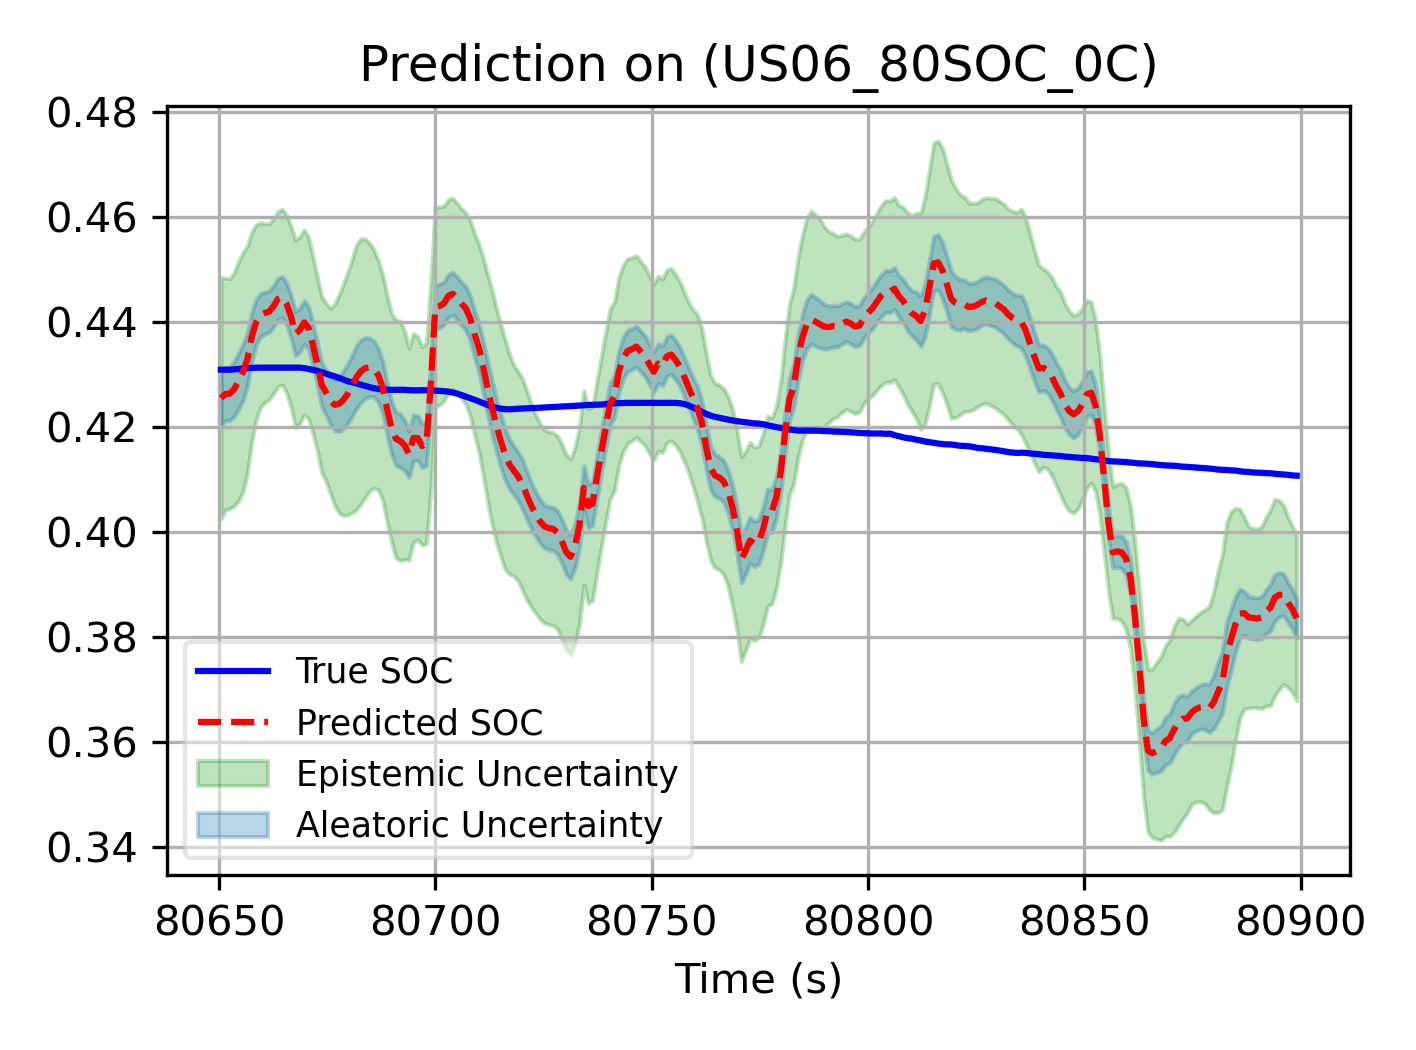 Prediction on (US06_80SOC_0C)
0.48
0.46
0.44
0.42
0.40
0.38
0.36
0.34
True SOC
Predicted SOC
Epistemic Uncertainty
Aleatoric Uncertainty
80650 80700 80750 80800 80850 80900
Time (s)